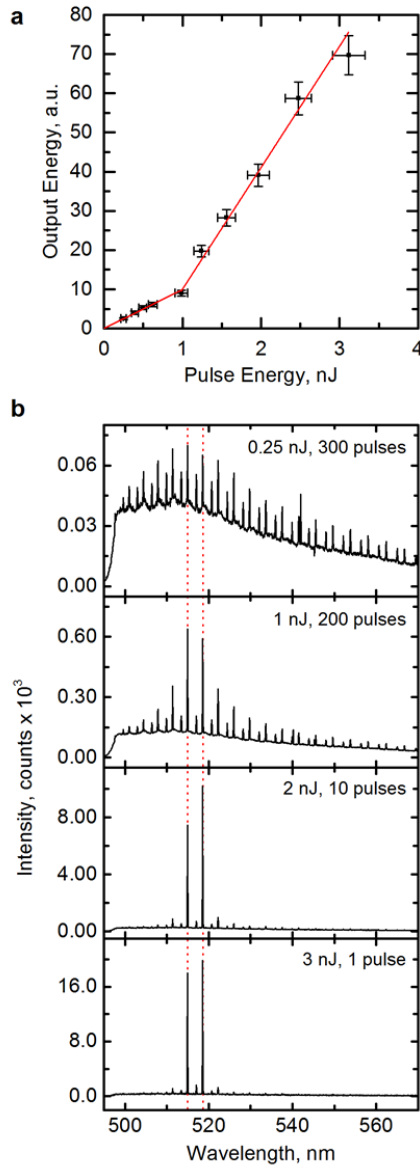 a
80
70
60
50
40
30
20
10
0
Output Energy, a.u.
0 1 2 3 4
Pulse Energy, nJ
b
0.25 nJ, 300 pulses
0.06
0.03
0.00
1 nJ, 200 pulses
0.60
0.30
0.00
2 nJ, 10 pulses
8.00
4.00
0.00
3 nJ, 1 pulse
16.0
8.0
0.0
Intensity, counts x 10³
500 520 540 560
Wavelength, nm